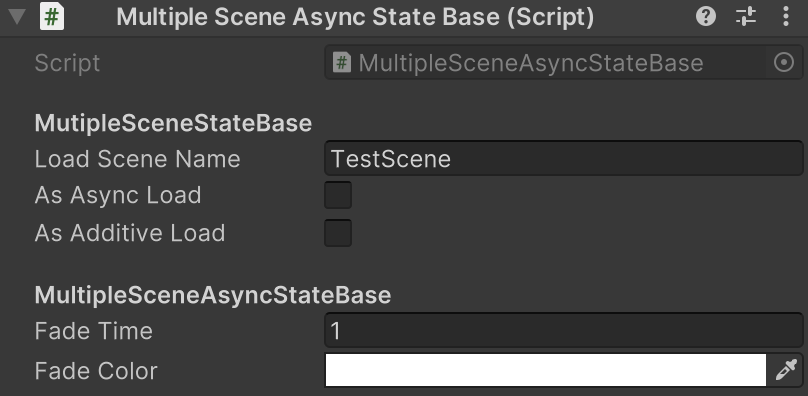 Multiple Scene Async State Base (Script)
Script MultipleSceneAsyncStateBase
MutipleSceneStateBase
Load Scene Name TestScene
As Async Load
As Additive Load
MultipleSceneAsyncStateBase
Fade Time 1
Fade Color